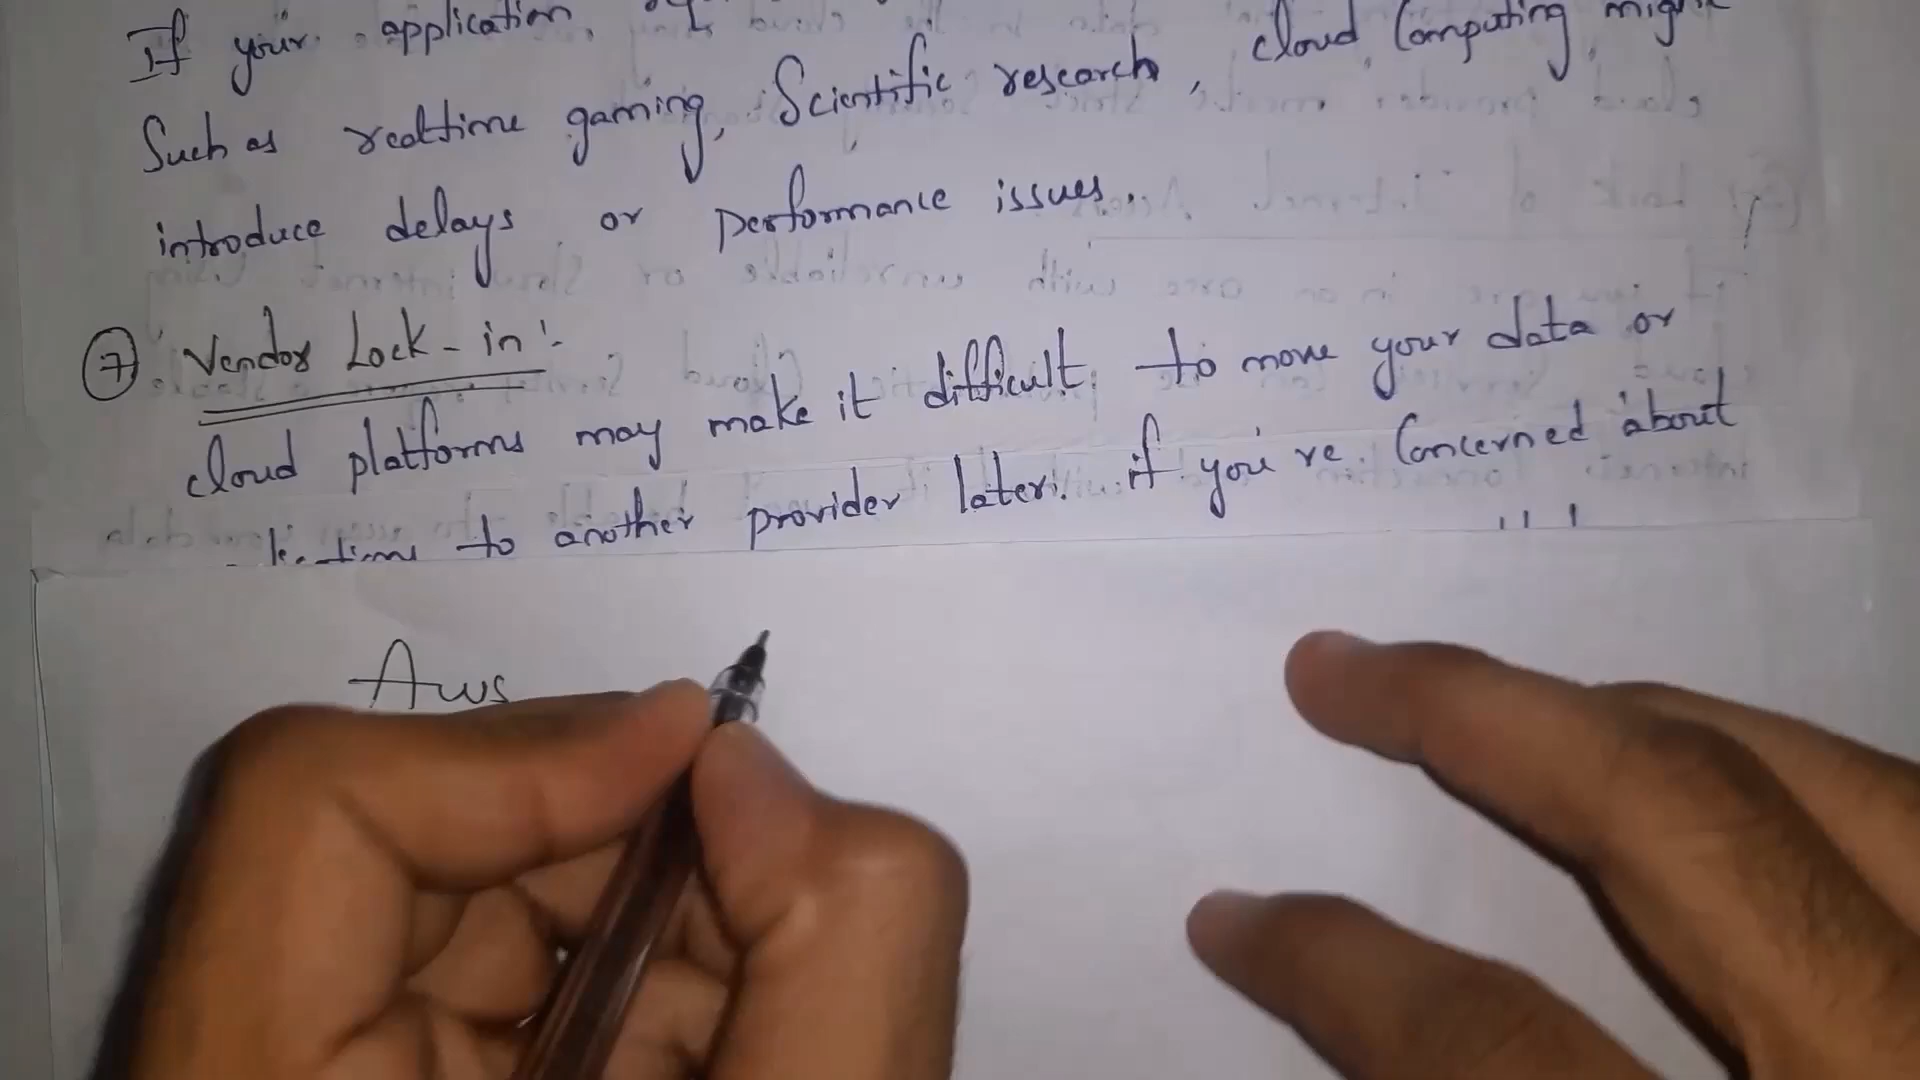 If your application
Such as realtime gaming, Scientific research, cloud Computing might
introduce delays or performance issues.
7 Vendor Lock-in :-
cloud platforms may make it difficult to move your data or
to another provider later. if you're Concerned about
Aws